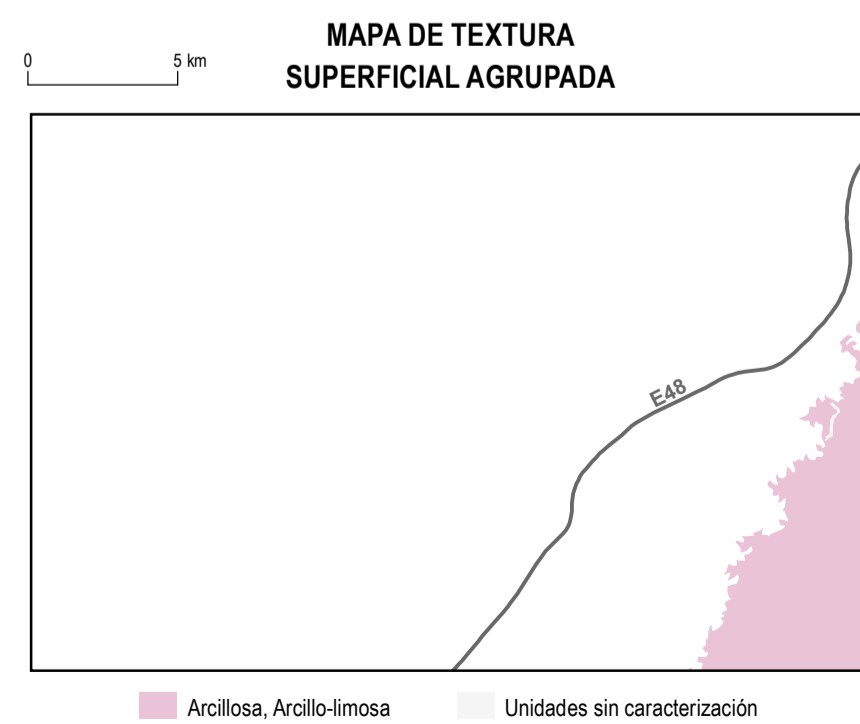 MAPA DE TEXTURA
SUPERFICIAL AGRUPADA
0 5 km
E48
Arcillosa, Arcillo-limosa
Unidades sin caracterización